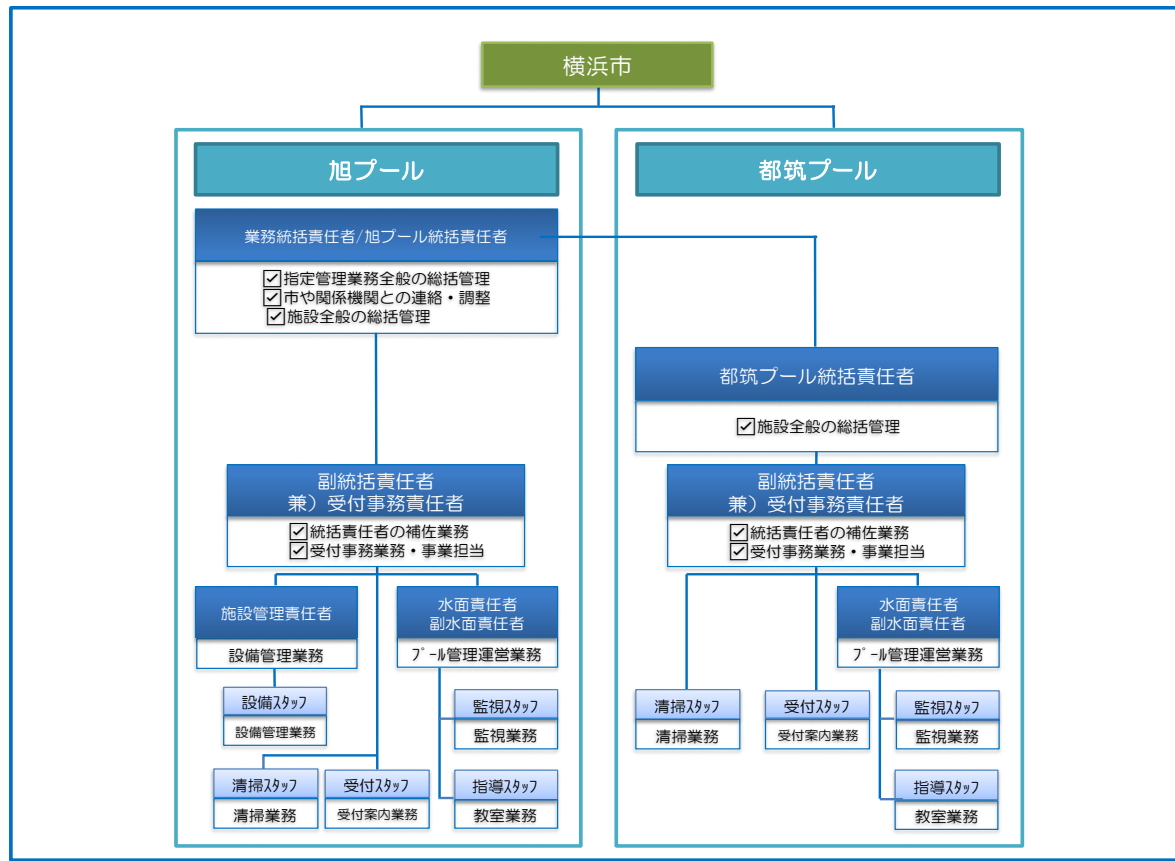 横浜市
旭プール
業務統括責任者/旭プール統括責任者
☑指定管理業務全般の総括管理
☑市や関係機関との連絡・調整
☑施設全般の総括管理
副統括責任者
兼）受付事務責任者
☑統括責任者の補佐業務
☑受付事務業務・事業担当
施設管理責任者
設備管理業務
設備ｽﾀｯﾌ
設備管理業務
水面責任者
副水面責任者
ﾌﾟｰﾙ管理運営業務
監視ｽﾀｯﾌ
監視業務
清掃ｽﾀｯﾌ
清掃業務
受付ｽﾀｯﾌ
受付案内業務
指導ｽﾀｯﾌ
教室業務
都筑プール
都筑プール統括責任者
☑施設全般の総括管理
副統括責任者
兼）受付事務責任者
☑統括責任者の補佐業務
☑受付事務業務・事業担当
水面責任者
副水面責任者
ﾌﾟｰﾙ管理運営業務
清掃ｽﾀｯﾌ
清掃業務
受付ｽﾀｯﾌ
受付案内業務
監視ｽﾀｯﾌ
監視業務
指導ｽﾀｯﾌ
教室業務